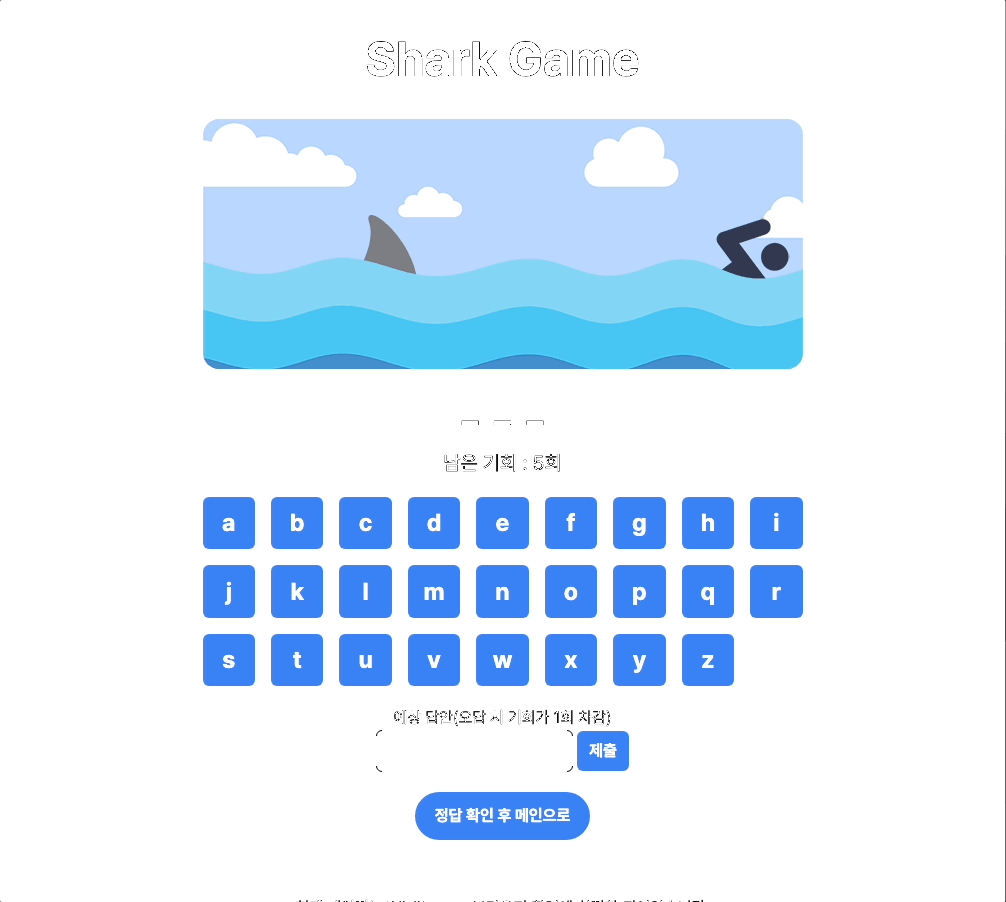 Shark Game
남은 기회 : 5회
a b c d e f g h i
j k l m n o p q r
s t u v w x y z
예상 답안(오답 시 기회가 1회 차감)
제출
정답 확인 후 메인으로